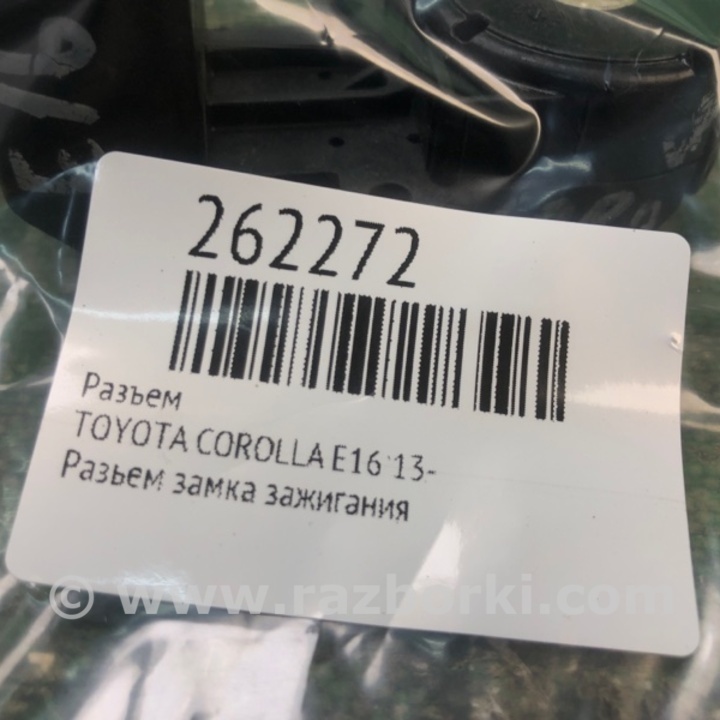 262272
Разъем
TOYOTA COROLLA E16 13-
Разьем замка зажигания
© www.razborki.com